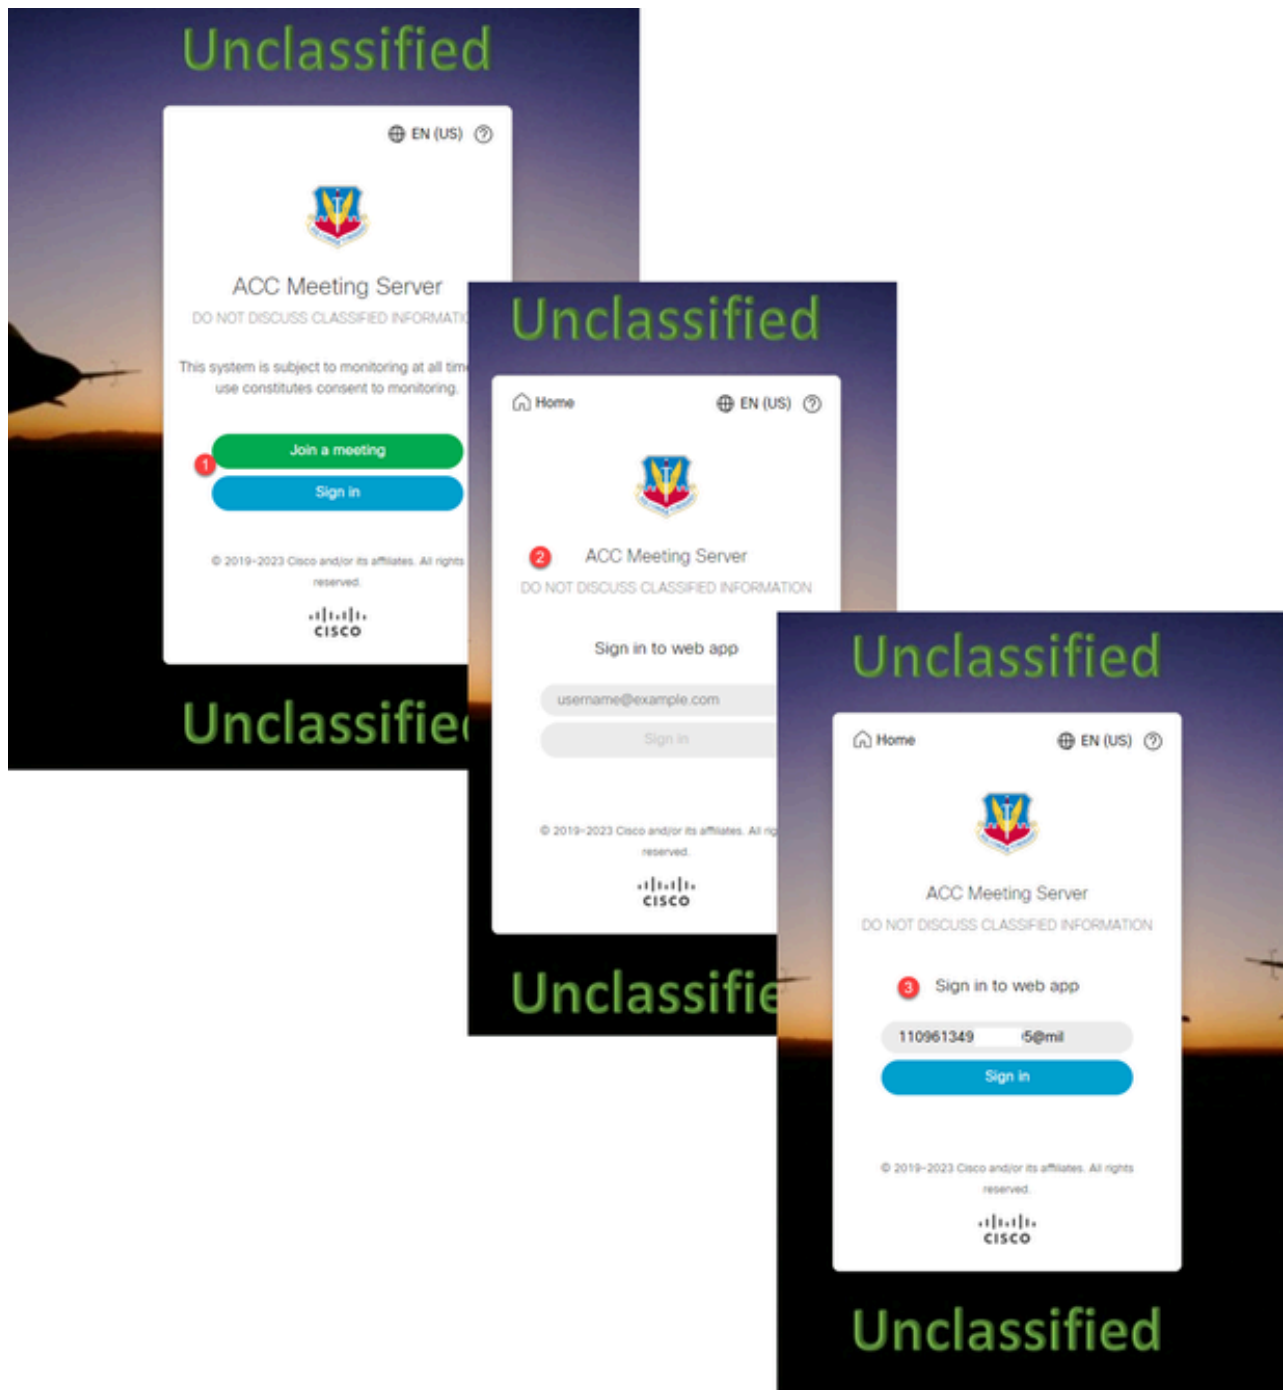 Unclassified
EN (US)
ACC Meeting Server
DO NOT DISCUSS CLASSIFIED
This system is subject to monitoring at all
use constitutes consent to monitoring.
Join a meeting
1
Sign in
© 2019-2023 Cisco and/or its affiliates. All rights
reserved.
CISCO
Unclassified
Home
EN (US)
2
ACC Meeting Server
DO NOT DISCUSS CLASSIFIED INFORMATION
Sign in to web app
username@example.com
Sign in
© 2019-2023 Cisco and/or its affiliates. All
reserved.
CISCO
Unclassified
Home
EN (US)
ACC Meeting Server
DO NOT DISCUSS CLASSIFIED INFORMATION
3 Sign in to web app
110961349 5@mil
Sign in
© 2019-2023 Cisco and/or its affiliates. All rights
reserved.
CISCO
Unclassified